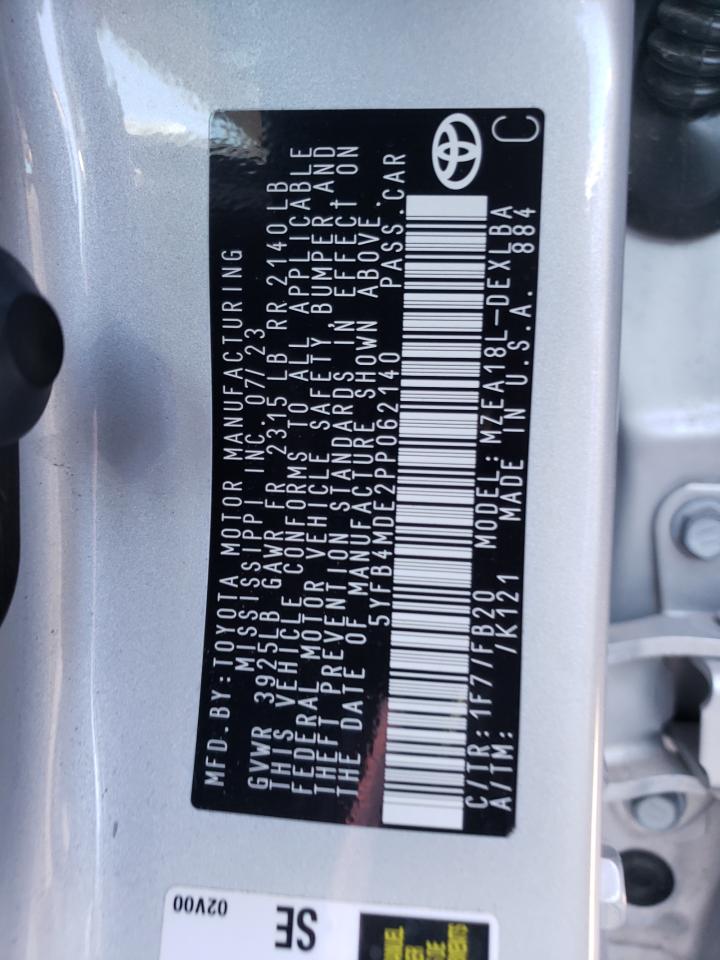 MFD.BY:TOYOTA MOTOR MANUFACTURING
MISSISSIPPI INC. 07/23
GVWR 3925LB GAWR FR 2315 LB RR 2140LB
THIS VEHICLE CONFORMS TO ALL APPLICABLE
FEDERAL MOTOR VEHICLE SAFETY, BUMPER, AND
THEFT PREVENTION STANDARDS IN EFFECT ON
THE DATE OF MANUFACTURE SHOWN ABOVE.
5YFB4MDE2PP062140 PASS.CAR
C/TR:1F7/FB20 MODEL:MZEA18L-DEXLBA
A/TM: /K121 MADE IN U.S.A. 884
C
02V00
SE